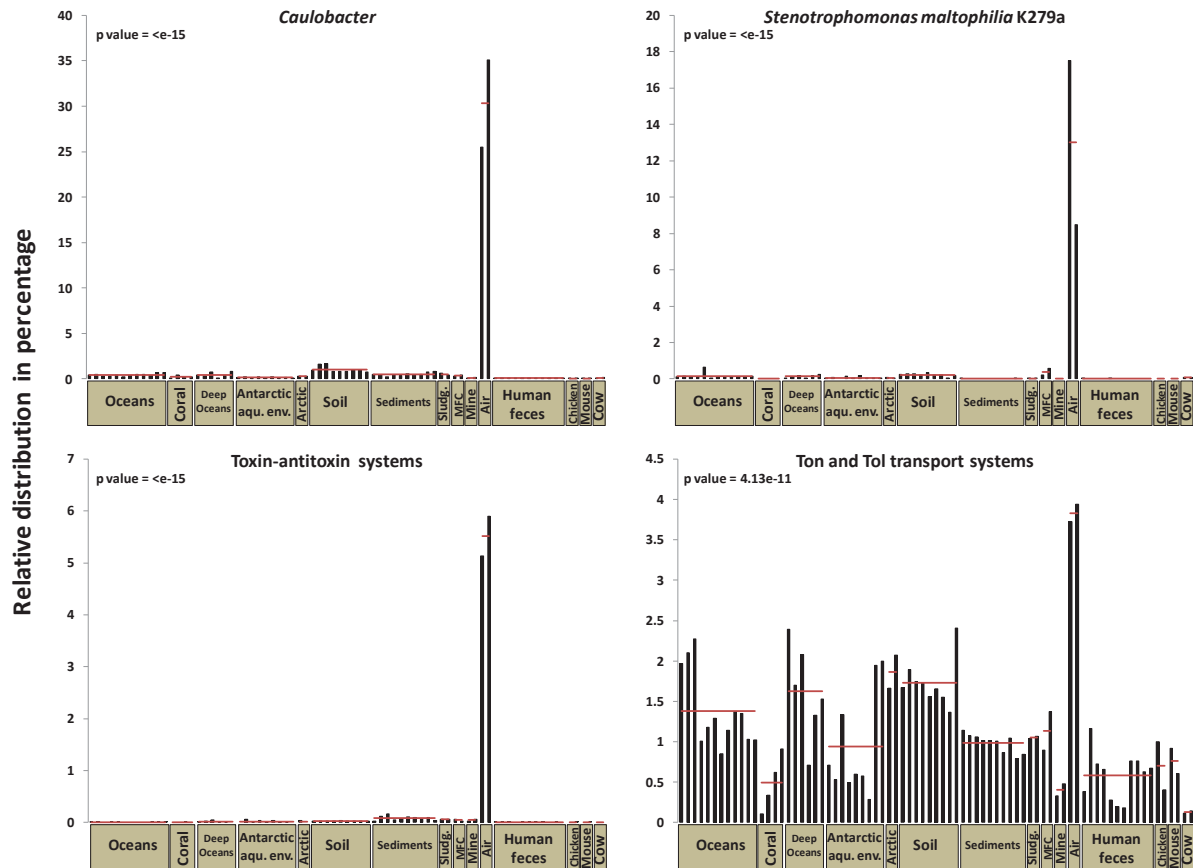 Relative distribution in percentage
Caulobacter
p value = <e-15
40
35
30
25
20
15
10
5
0
Oceans
Coral
Deep
Oceans
Antarctic
aqu. env.
Arctic
Soil
Sediments
Sludg.
MFC
Mine
Air
Human
feces
Chicken
Mouse
Cow
Stenotrophomonas maltophilia K279a
p value = <e-15
20
18
16
14
12
10
8
6
4
2
0
Oceans
Coral
Deep
Oceans
Antarctic
aqu. env.
Arctic
Soil
Sediments
Sludg.
MFC
Mine
Air
Human
feces
Chicken
Mouse
Cow
Toxin-antitoxin systems
p value = <e-15
7
6
5
4
3
2
1
0
Oceans
Coral
Deep
Oceans
Antarctic
aqu. env.
Arctic
Soil
Sediments
Sludg.
MFC
Mine
Air
Human
feces
Chicken
Mouse
Cow
Ton and Tol transport systems
p value = 4.13e-11
4.5
4
3.5
3
2.5
2
1.5
1
0.5
0
Oceans
Coral
Deep
Oceans
Antarctic
aqu. env.
Arctic
Soil
Sediments
Sludg.
MFC
Mine
Air
Human
feces
Chicken
Mouse
Cow